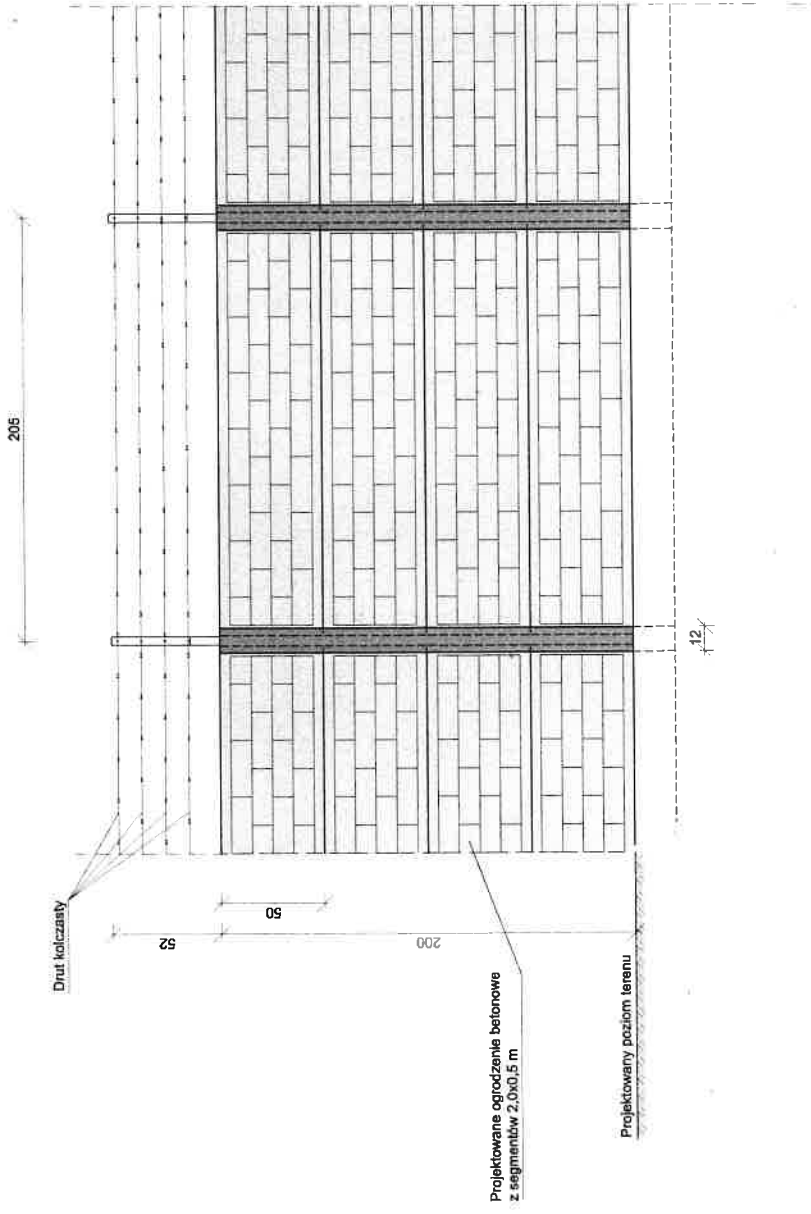 205
Drut kolczasty
52
50
200
12
Projektowane ogrodzenie betonowe
z segmentów 2,0x0,5 m
Projektowany poziom terenu